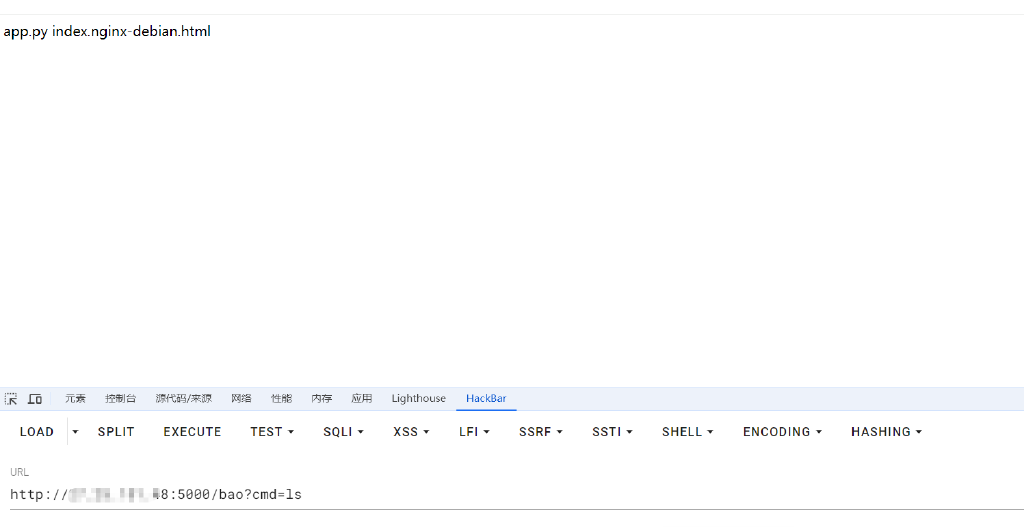 app.py index.nginx-debian.html
元素 控制台 源代码/来源 网络 性能 内存 应用 Lighthouse HackBar
LOAD SPLIT EXECUTE TEST SQLI XSS LFI SSRF SSTI SHELL ENCODING HASHING
URL
http://8:5000/bao?cmd=ls